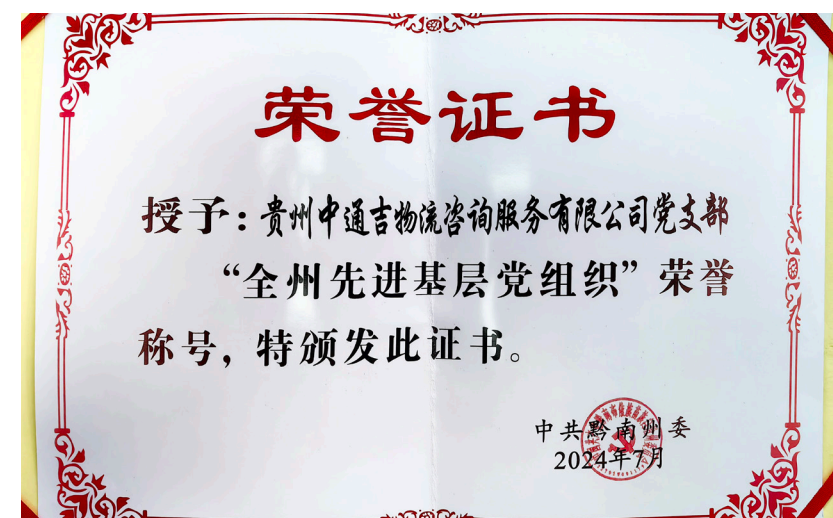 荣誉证书
授予：贵州中通吉物流咨询服务有限公司党支部
“全州先进基层党组织”荣誉
称号，特颁发此证书。
中共黔南州委
2024年7月